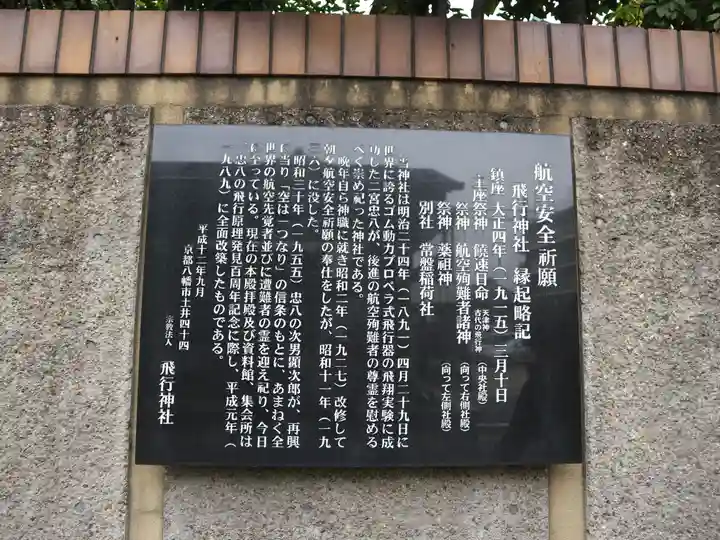 航空安全祈願
飛行神社 縁起略記
鎮座 大正四年（一九一五）三月十日
主座祭神 饒速日命 天津神 古代の飛行神 （中央社殿）
祭神 航空殉難者諸神 （向って右側社殿）
祭神 薬祖神 （向って左側社殿）
別社 常盤稲荷社
当神社は明治二十四年（一八九一）四月二十九日に
世界に誇るゴム動力プロペラ式飛行器の飛翔実験に成
功した二宮忠八が、後進の航空殉難者の尊霊を慰める
べく崇め祀った神社である。
晩年自ら神職に就き昭和二年（一九二七）改修して
朝夕航空安全祈願の奉仕をしたが、昭和十一年（一九
三六）に没した。
昭和三十年（一九五五）忠八の次男顕次郎が、再興
に当り「空は一つなり」の信条のもとに、あまねく全
世界の航空先覚者並びに遭難者の霊を迎え祀り、今日
に至っている。現在の本殿拝殿及び資料館、集会所は
忠八の飛行原理発見百周年記念に際し、平成元年（
一九八九）に全面改築したものである。
平成十二年九月
京都八幡市土井四十四
宗教法人 飛行神社